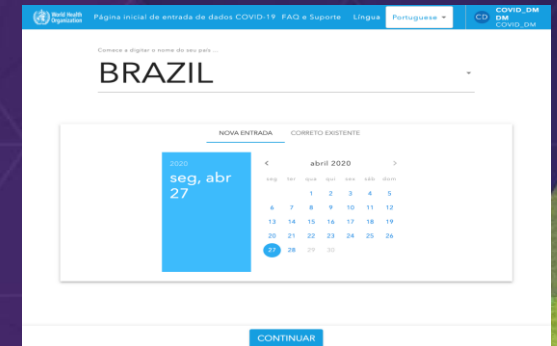 World Health Organization Página inicial de entrada de dados COVID-19 FAQ e Suporte Língua Portuguese CD COVID_DM DM COVID_DM
Comece a digitar o nome do seu país ...
BRAZIL
NOVA ENTRADA CORRETO EXISTENTE
2020
seg, abr
27
< abril 2020 >
seg ter qua qui sex sáb dom
1 2 3 4 5
6 7 8 9 10 11 12
13 14 15 16 17 18 19
20 21 22 23 24 25 26
27 28 29 30
CONTINUAR